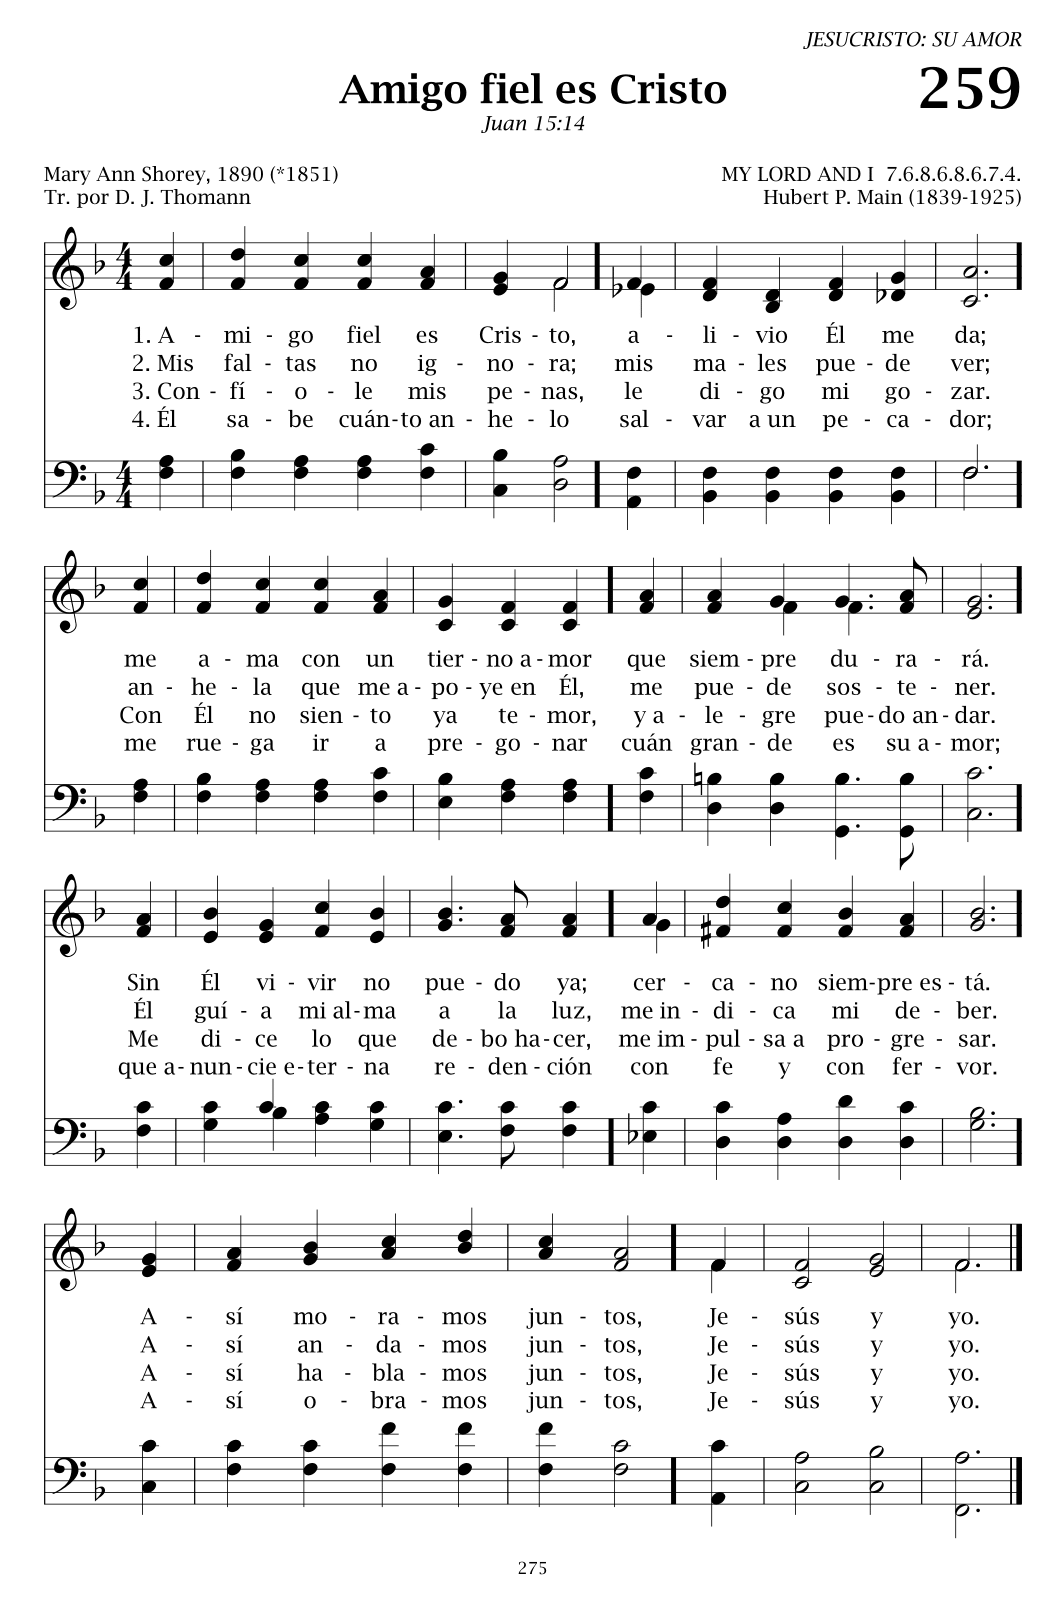 JESUCRISTO: SU AMOR
Amigo fiel es Cristo 259
Juan 15:14
Mary Ann Shorey, 1890 (*1851) MY LORD AND I 7.6.8.6.8.6.7.4.
Tr. por D. J. Thomann Hubert P. Main (1839-1925)
1. A - mi - go fiel es Cris - to, a - li - vio Él me da;
2. Mis fal - tas no ig - no - ra; mis ma - les pue - de ver;
3. Con - fí - o - le mis pe - nas, le di - go mi go - zar.
4. Él sa - be cuán - to an - he - lo sal - var a un pe - ca - dor;
me a - ma con un tier - no a - mor que siem - pre du - ra - rá.
an - he - la que me a - po - ye en Él, me pue - de sos - te - ner.
Con Él no sien - to ya te - mor, y a - le - gre pue - do an - dar.
me rue - ga ir a pre - go - nar cuán gran - de es su a - mor;
Sin Él vi - vir no pue - do ya; cer - ca - no siem - pre es - tá.
Él guí - a mi al - ma a la luz, me in - di - ca mi de - ber.
Me di - ce lo que de - bo ha - cer, me im - pul - sa a pro - gre - sar.
que a - nun - cie e - ter - na re - den - ción con fe y con fer - vor.
A - sí mo - ra - mos jun - tos, Je - sús y yo.
A - sí an - da - mos jun - tos, Je - sús y yo.
A - sí ha - bla - mos jun - tos, Je - sús y yo.
A - sí o - bra - mos jun - tos, Je - sús y yo.
275